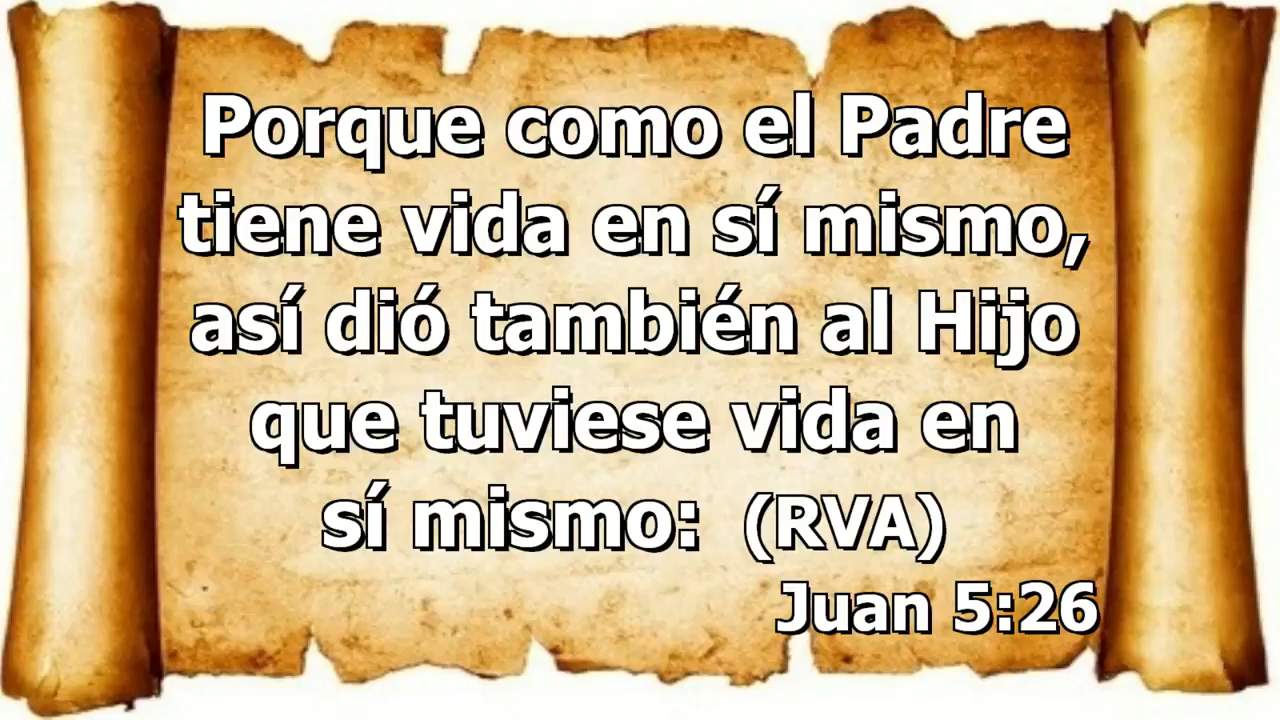 Porque como el Padre
tiene vida en sí mismo,
así dió también al Hijo
que tuviese vida en
sí mismo: (RVA)
Juan 5:26